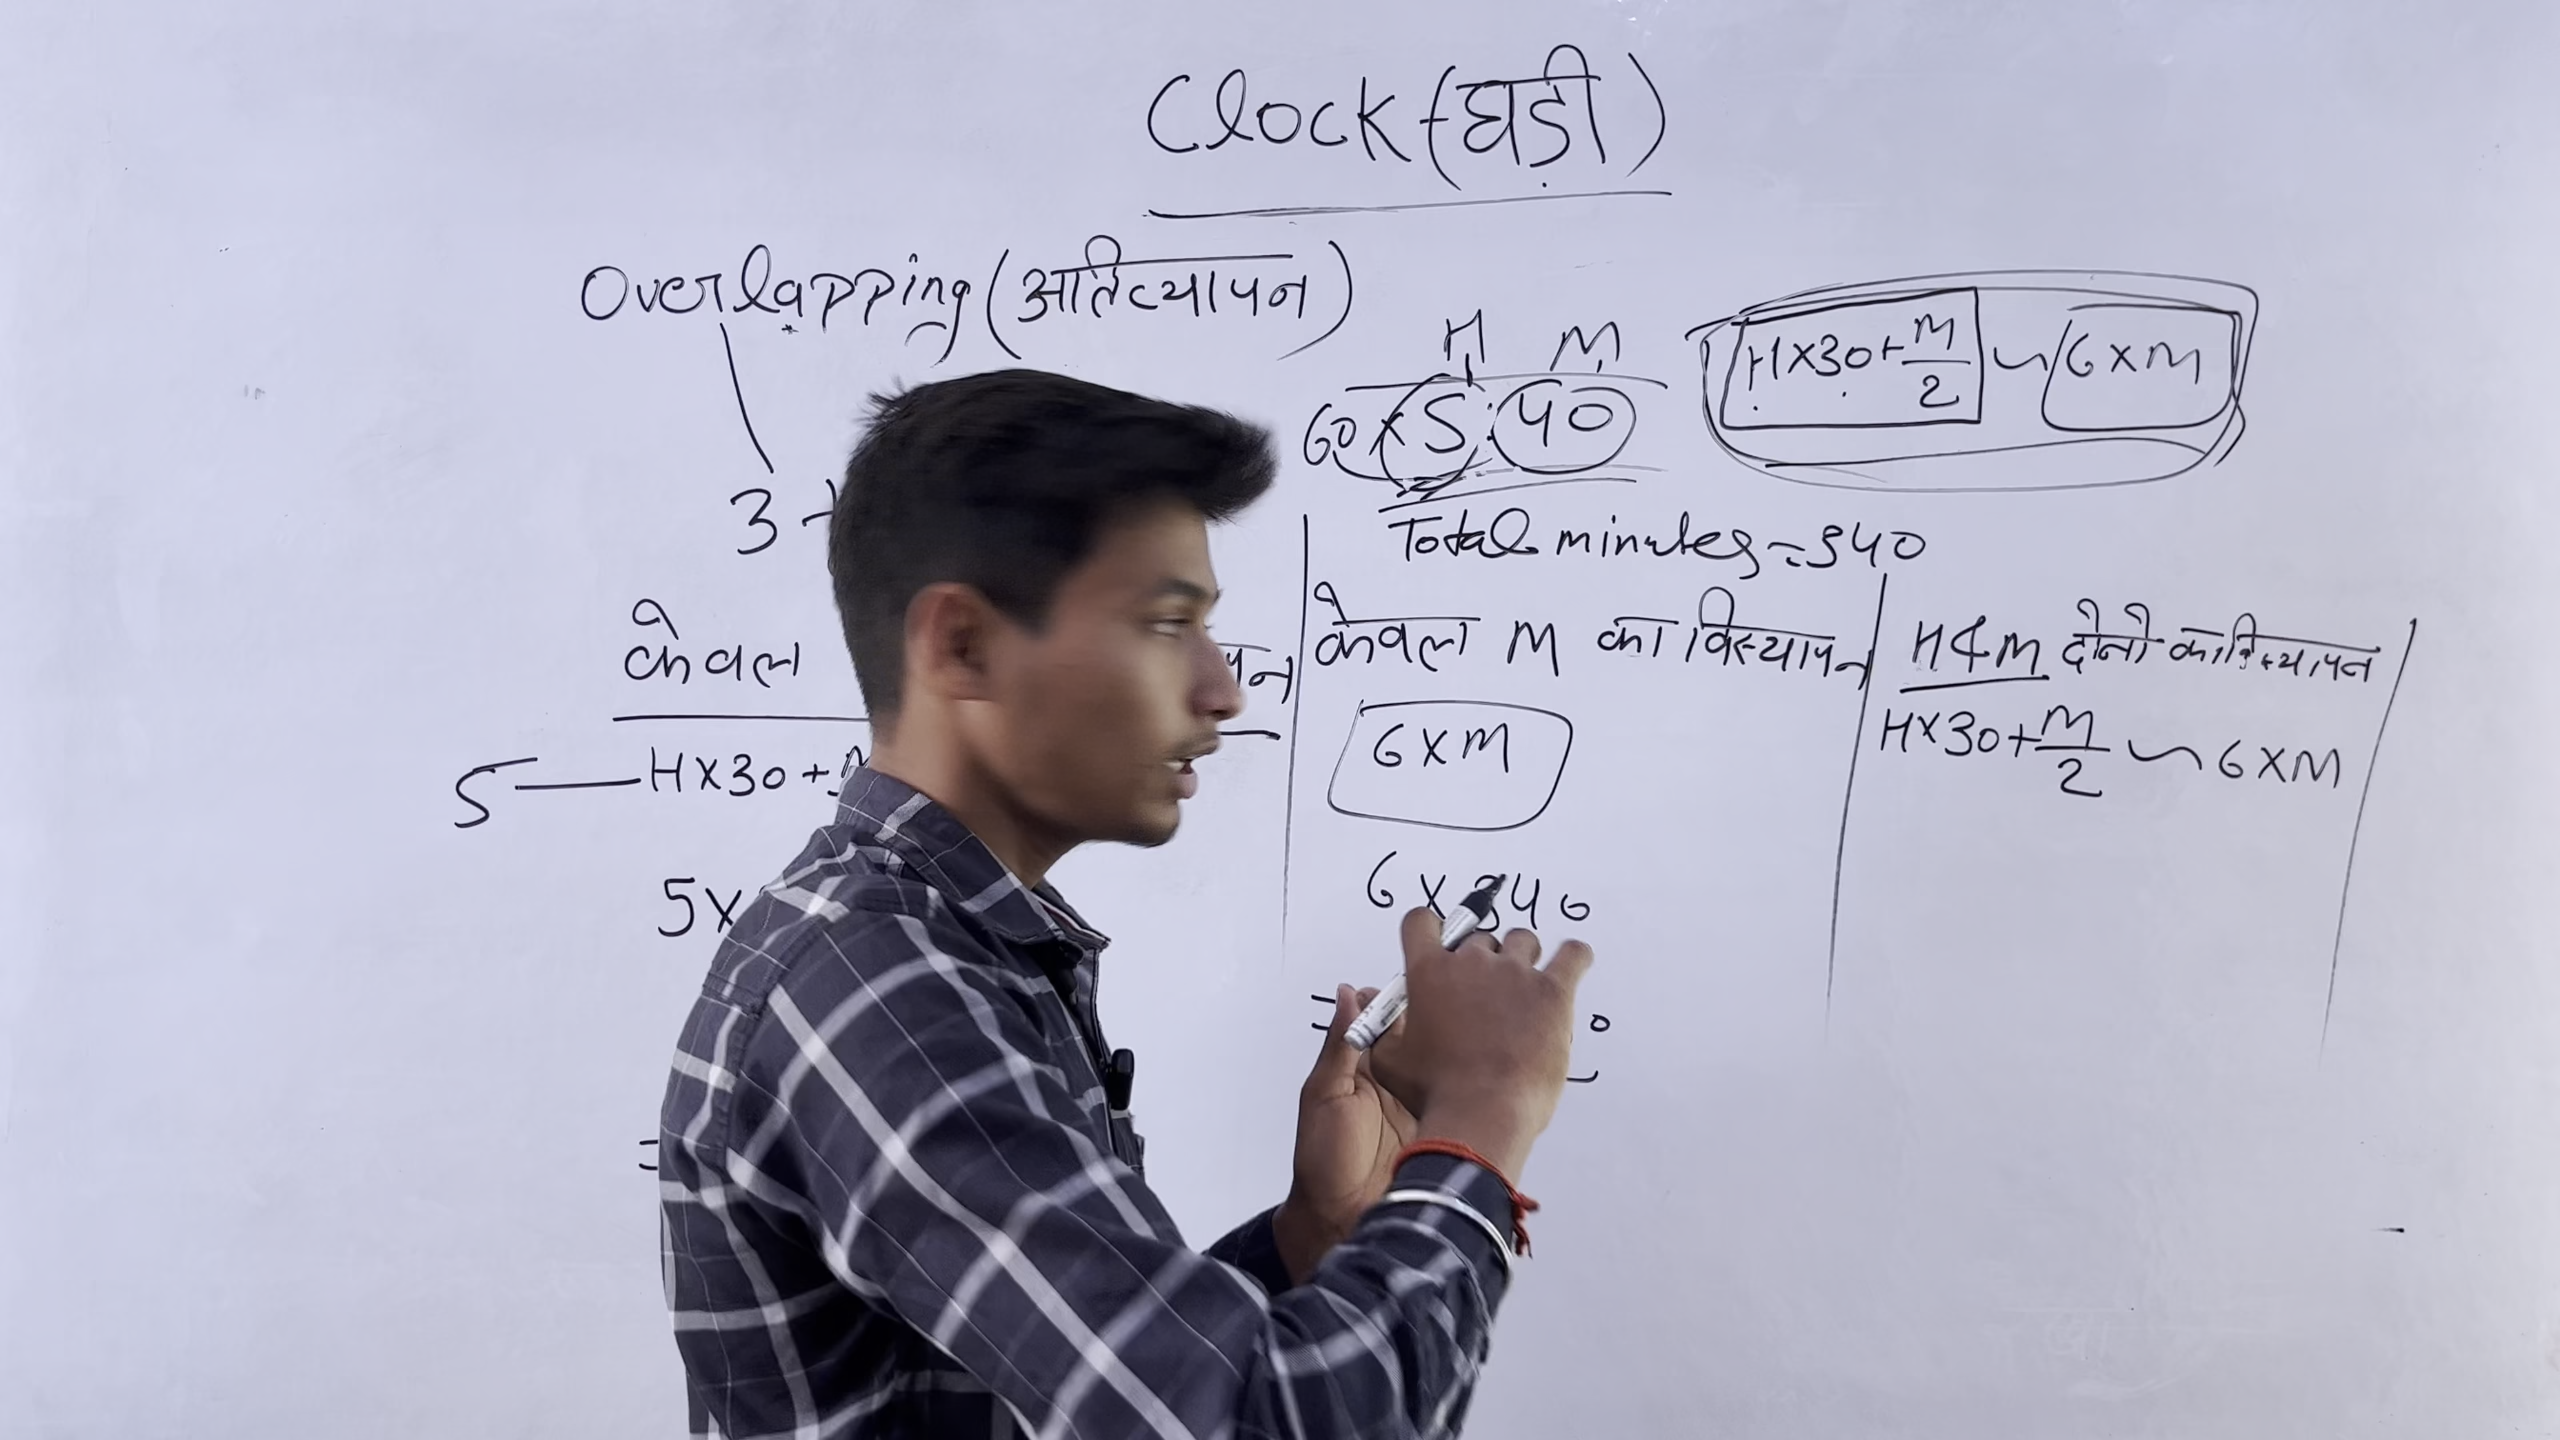 Clock (घड़ी)
Overlapping (अतिव्यापन)
H M
60 × 5 : 40
H×30+M/2 ~ 6×M
Total minutes = 340
3
केवल
केवल M का विस्थापन
H & M दोनो का विस्थापन
5 — H×30+
6×M
H×30+M/2 ~ 6×M
5×
6×340
=
=